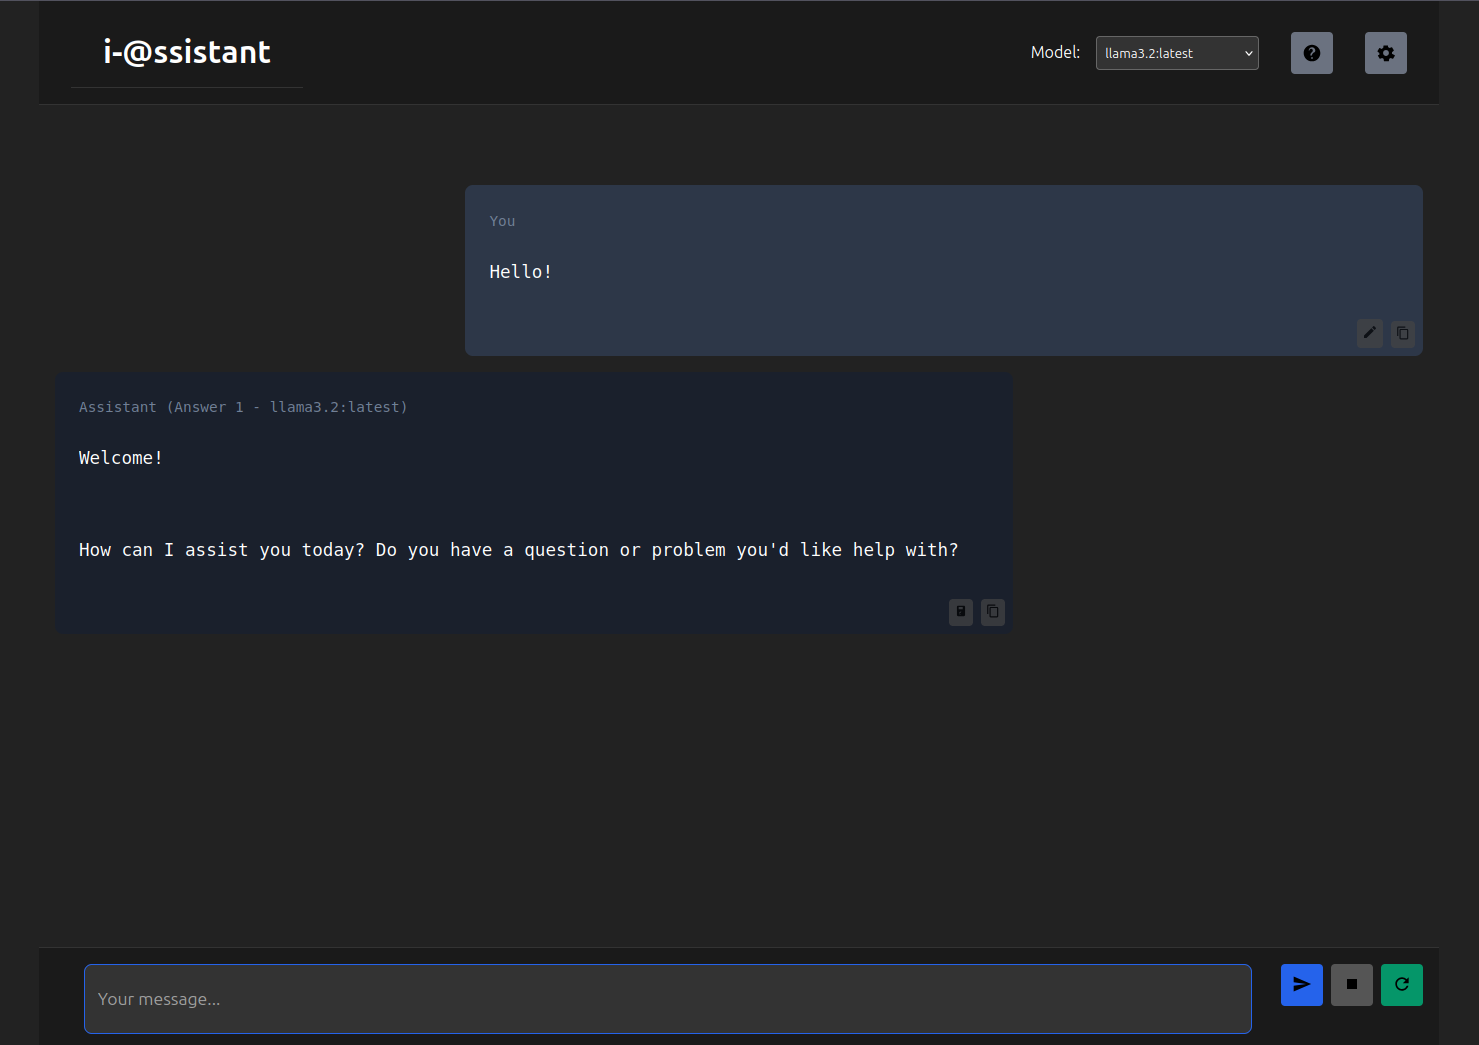 i-@ssistant
Model: llama3.2:latest
You
Hello!
Assistant (Answer 1 - llama3.2:latest)
Welcome!
How can I assist you today? Do you have a question or problem you'd like help with?
Your message...